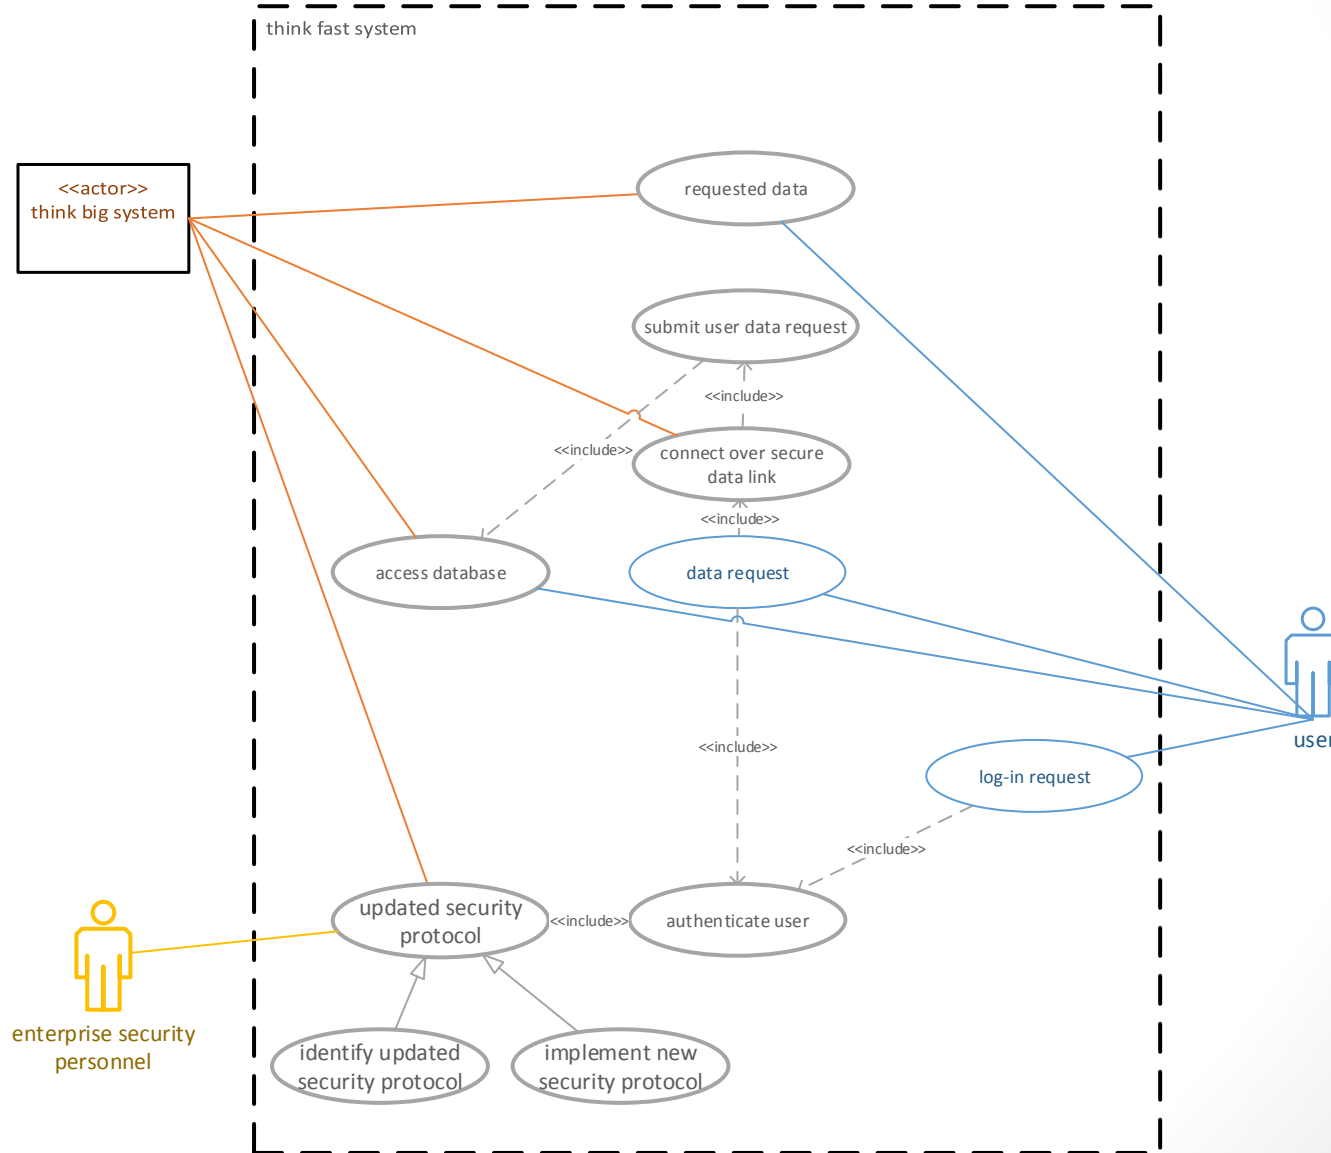 think fast system
<<actor>>
think big system
requested data
submit user data request
<<include>>
<<include>>
connect over secure
data link
<<include>>
access database
data request
<<include>>
user
log-in request
<<include>>
updated security
protocol
<<include>>
authenticate user
enterprise security
personnel
identify updated
security protocol
implement new
security protocol